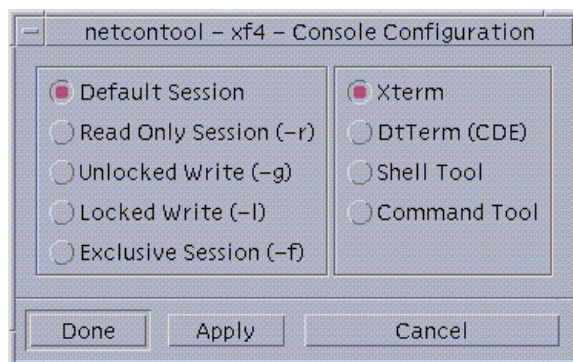 netcontool – xf4 – Console Configuration
Default Session
Read Only Session (–r)
Unlocked Write (–g)
Locked Write (–l)
Exclusive Session (–f)
Xterm
DtTerm (CDE)
Shell Tool
Command Tool
Done Apply Cancel